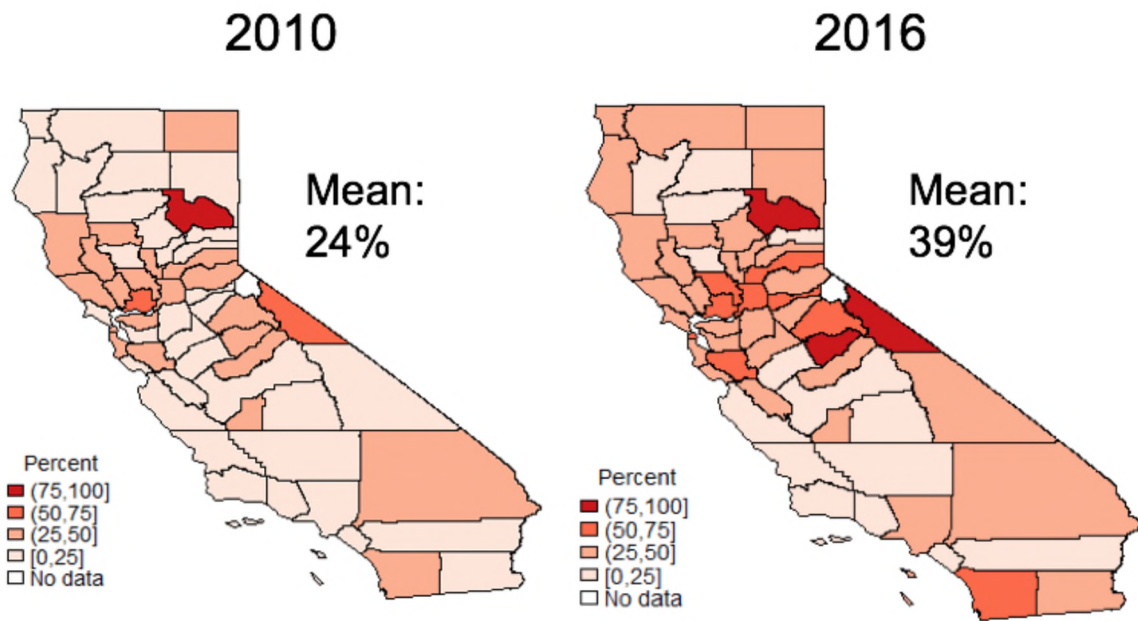 2010
2016
Mean:
24%
Mean:
39%
Percent
(75,100]
(50,75]
(25,50]
[0,25]
No data
Percent
(75,100]
(50,75]
(25,50]
[0,25]
No data